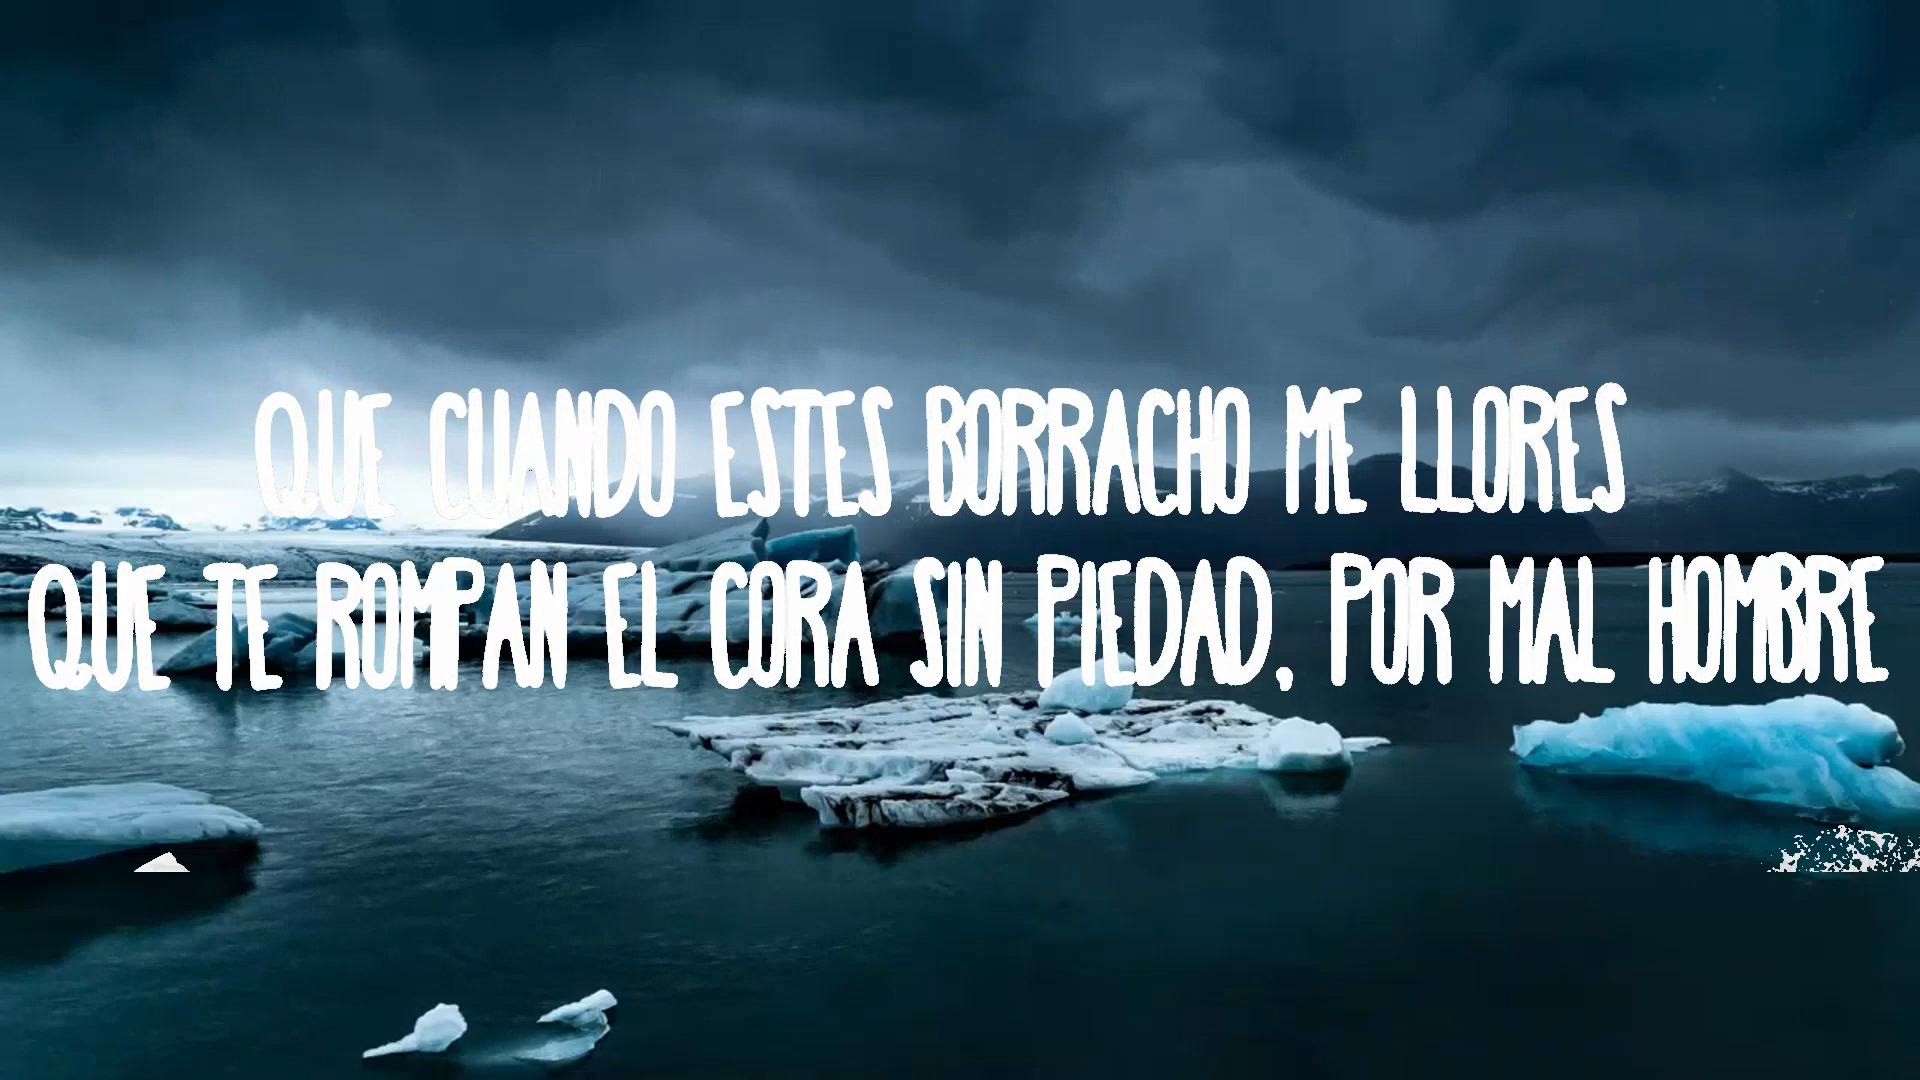 QUE CUANDO ESTES BORRACHO ME LLORES
QUE TE ROMPAN EL CORA SIN PIEDAD, POR MAL HOMBRE